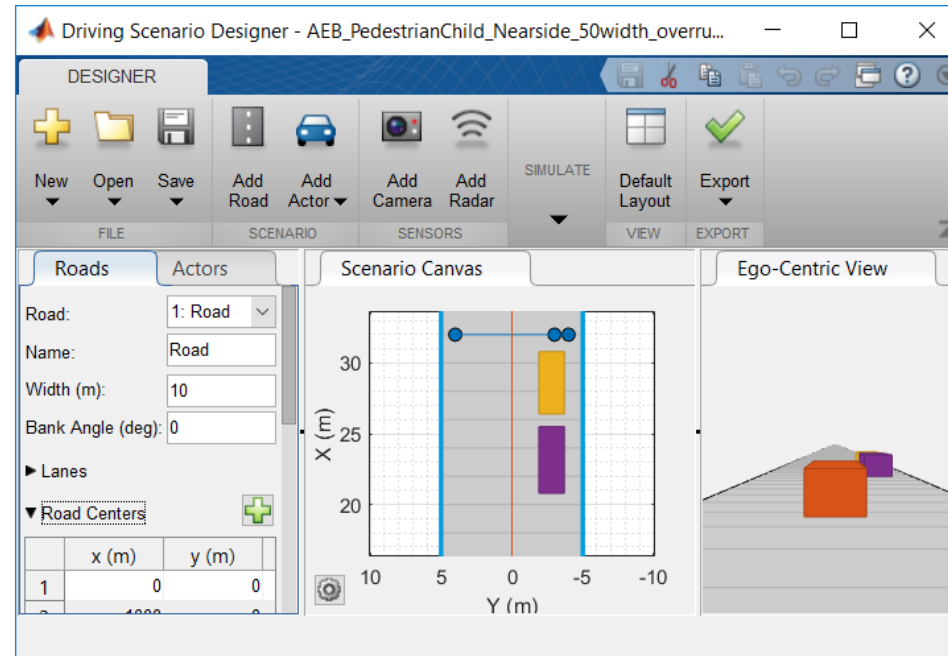 Driving Scenario Designer - AEB_PedestrianChild_Nearside_50width_overru...
DESIGNER
New Open Save Add Road Add Actor Add Camera Add Radar SIMULATE Default Layout Export
FILE SCENARIO SENSORS VIEW EXPORT
Roads Actors Scenario Canvas Ego-Centric View
Road: 1: Road
Name: Road
Width (m): 10
Bank Angle (deg): 0
Lanes
Road Centers
x (m) y (m)
1 0 0
30
25
20
X (m)
10 5 0 -5 -10
Y (m)